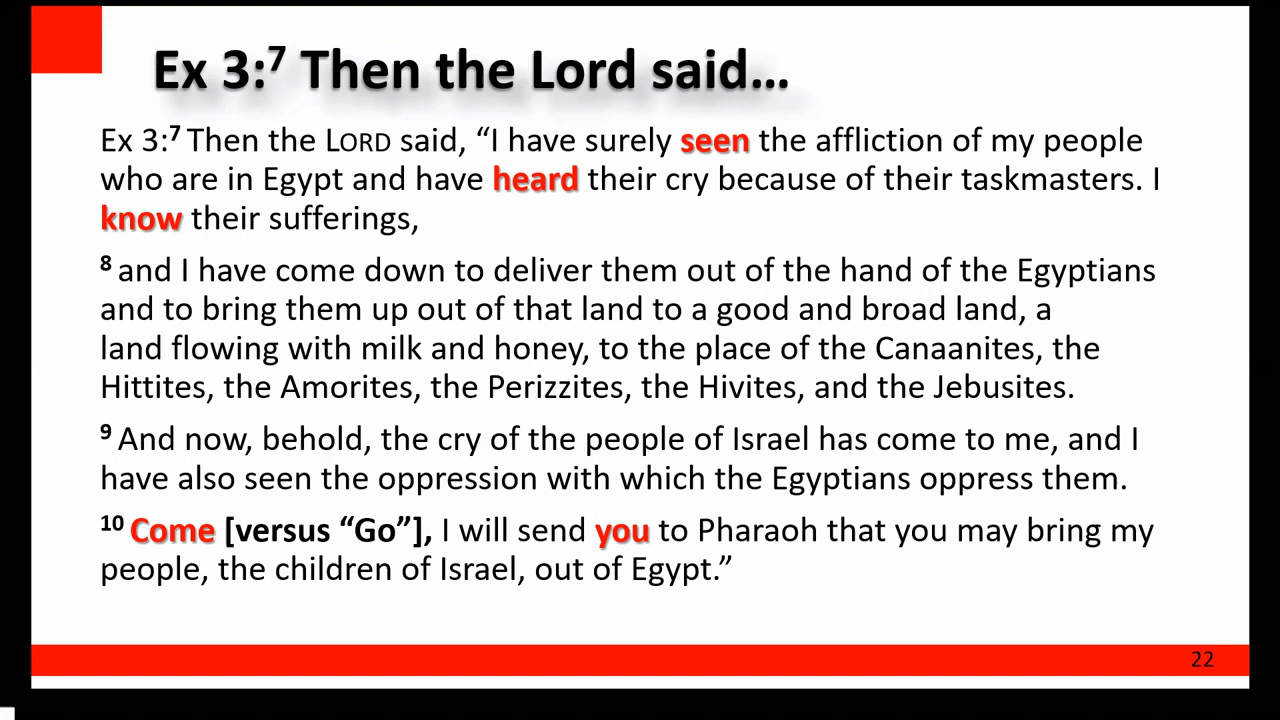 Ex 3:⁷ Then the Lord said...
Ex 3:⁷ Then the LORD said, “I have surely seen the affliction of my people
who are in Egypt and have heard their cry because of their taskmasters. I
know their sufferings,
⁸ and I have come down to deliver them out of the hand of the Egyptians
and to bring them up out of that land to a good and broad land, a
land flowing with milk and honey, to the place of the Canaanites, the
Hittites, the Amorites, the Perizzites, the Hivites, and the Jebusites.
⁹ And now, behold, the cry of the people of Israel has come to me, and I
have also seen the oppression with which the Egyptians oppress them.
¹⁰ Come [versus “Go”], I will send you to Pharaoh that you may bring my
people, the children of Israel, out of Egypt.”
22